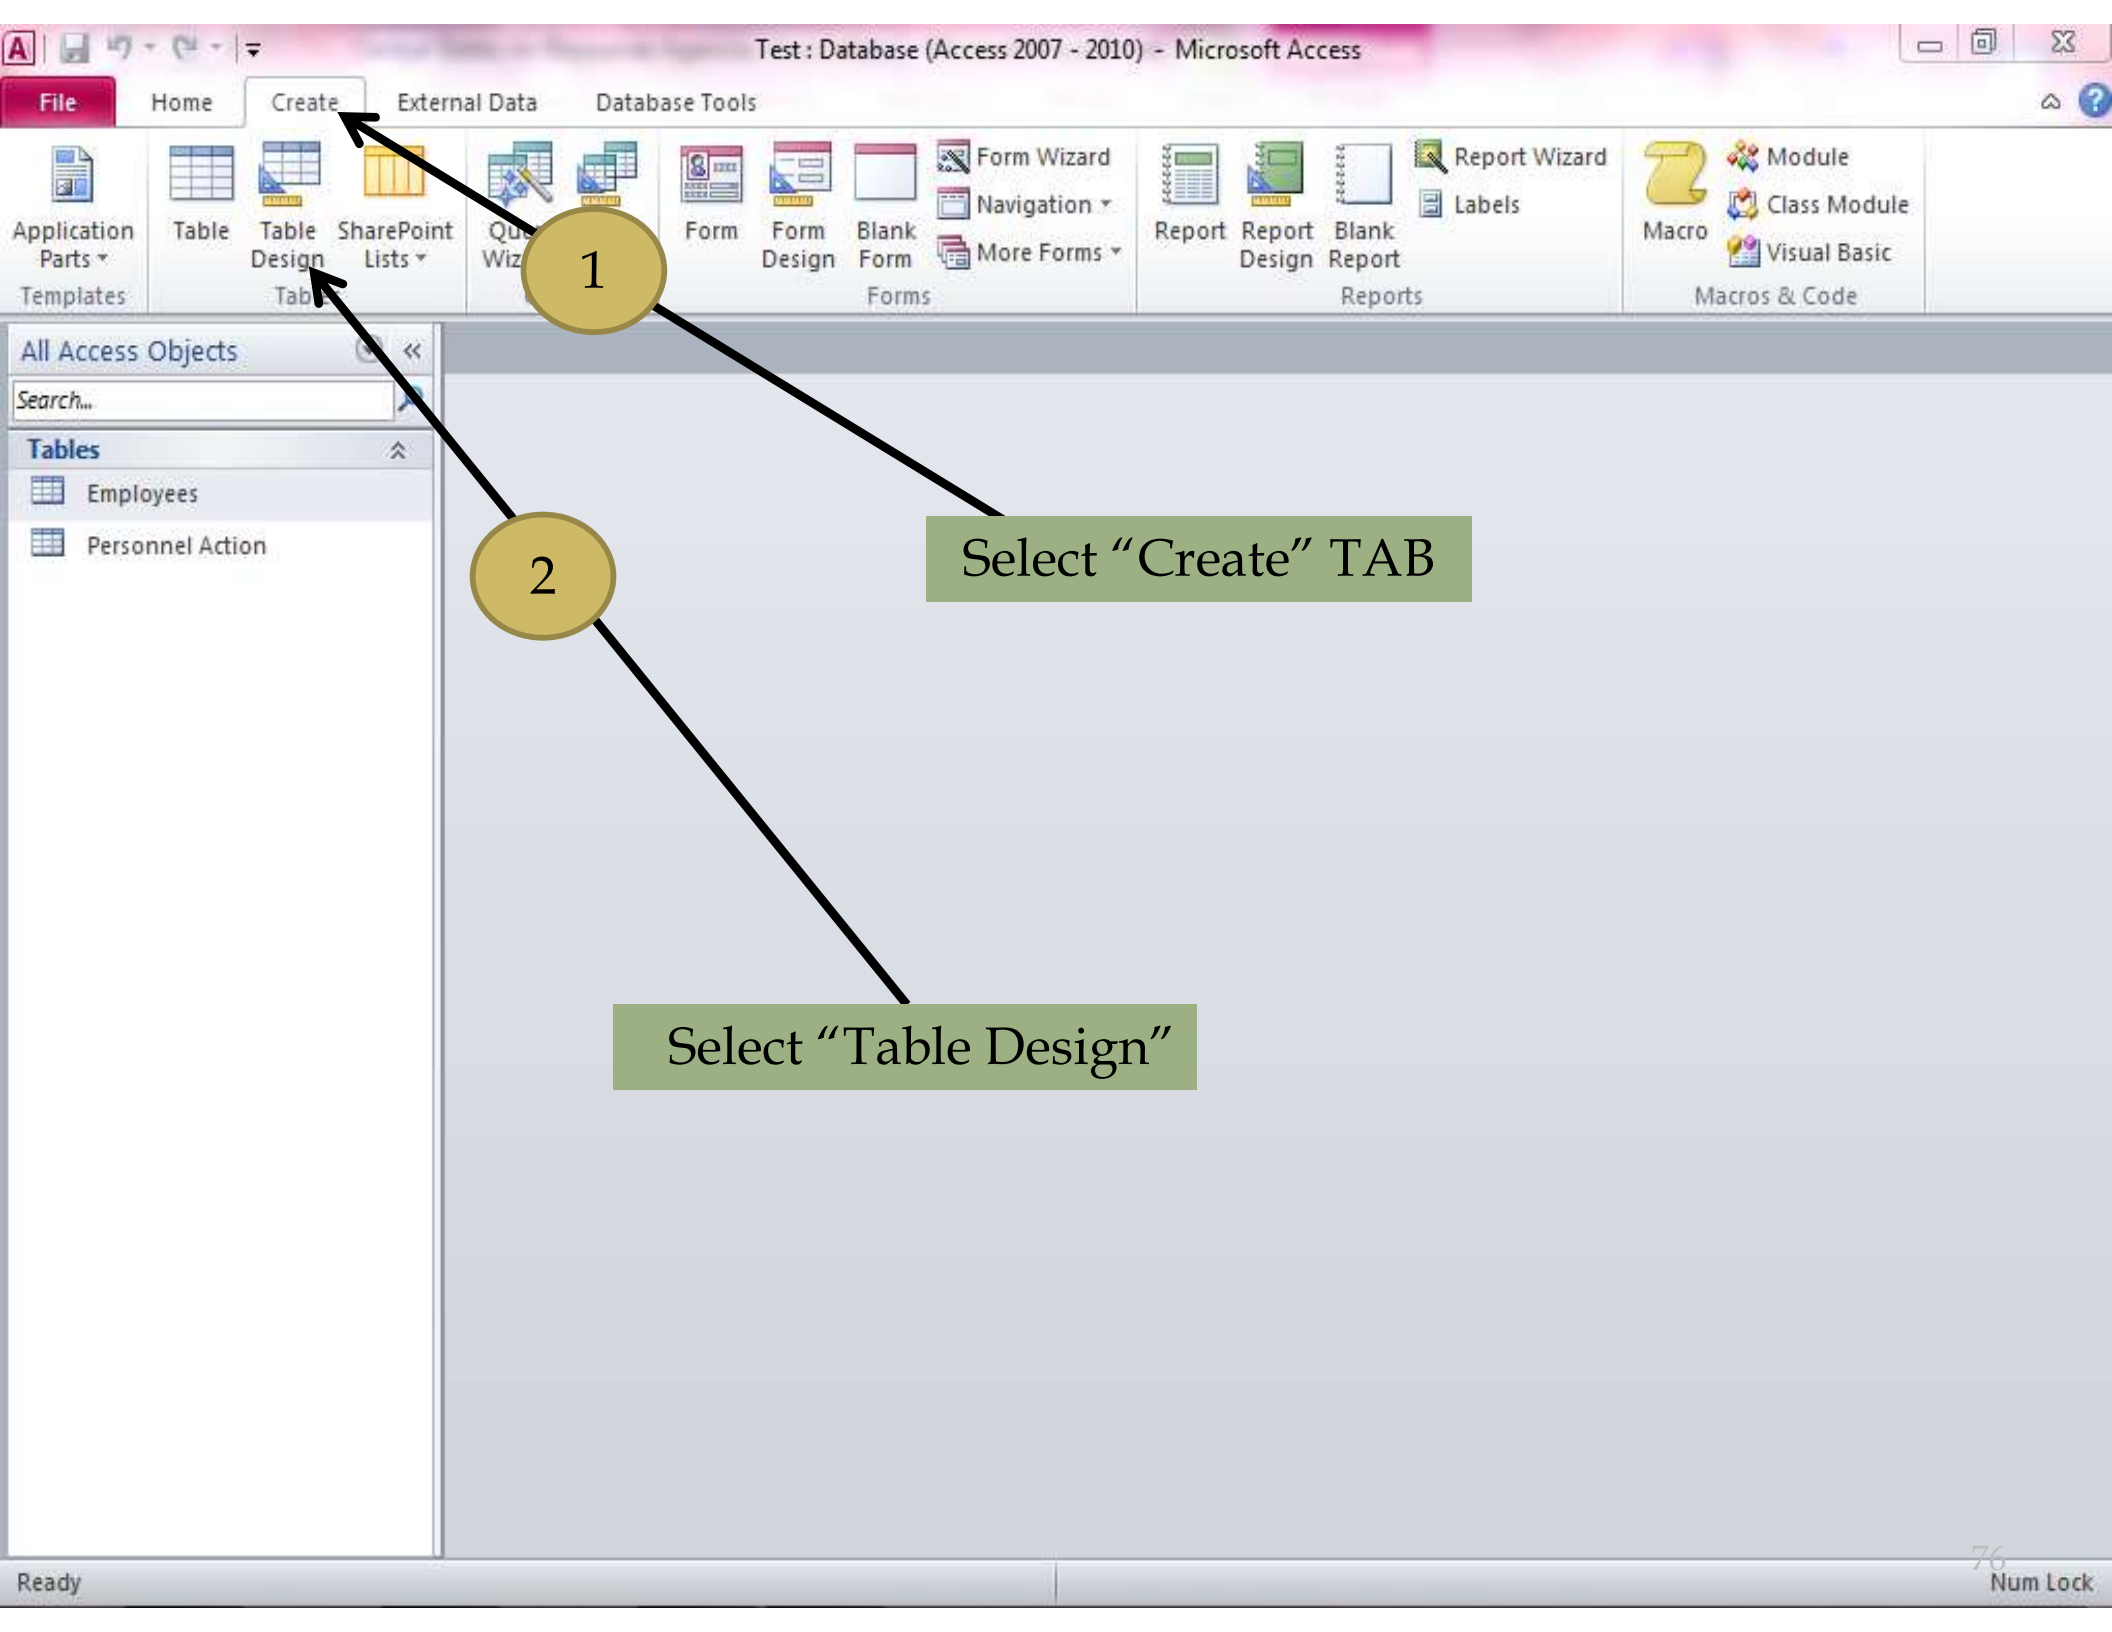 A
Test : Database (Access 2007 - 2010) - Microsoft Access
File Home Create External Data Database Tools
Application Parts
Table
Table Design
SharePoint Lists
Form
Form Design
Blank Form
Form Wizard
Navigation
More Forms
Report
Report Design
Blank Report
Report Wizard
Labels
Macro
Module
Class Module
Visual Basic
Templates Forms Reports Macros & Code
1
All Access Objects
Search...
Tables
Employees
Personnel Action
2
Select “Create” TAB
Select “Table Design”
76
Ready Num Lock